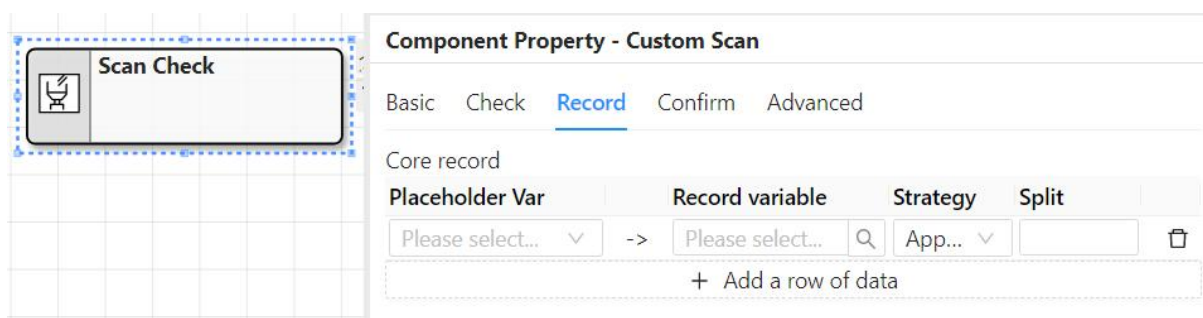 Scan Check
Component Property - Custom Scan
Basic Check Record Confirm Advanced
Core record
Placeholder Var Record variable Strategy Split
Please select... -> Please select... App...
+ Add a row of data